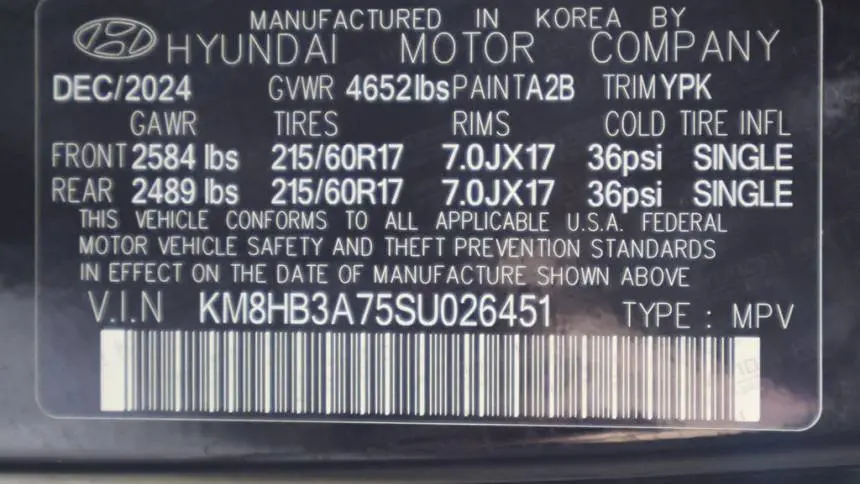 MANUFACTURED IN KOREA BY
HYUNDAI MOTOR COMPANY
DEC/2024 GVWR 4652lbs PAINT A2B TRIM YPK
GAWR TIRES RIMS COLD TIRE INFL
FRONT 2584 lbs 215/60R17 7.0JX17 36psi SINGLE
REAR 2489 lbs 215/60R17 7.0JX17 36psi SINGLE
THIS VEHICLE CONFORMS TO ALL APPLICABLE U.S.A. FEDERAL
MOTOR VEHICLE SAFETY AND THEFT PREVENTION STANDARDS
IN EFFECT ON THE DATE OF MANUFACTURE SHOWN ABOVE
V.I.N KM8HB3A75SU026451 TYPE : MPV